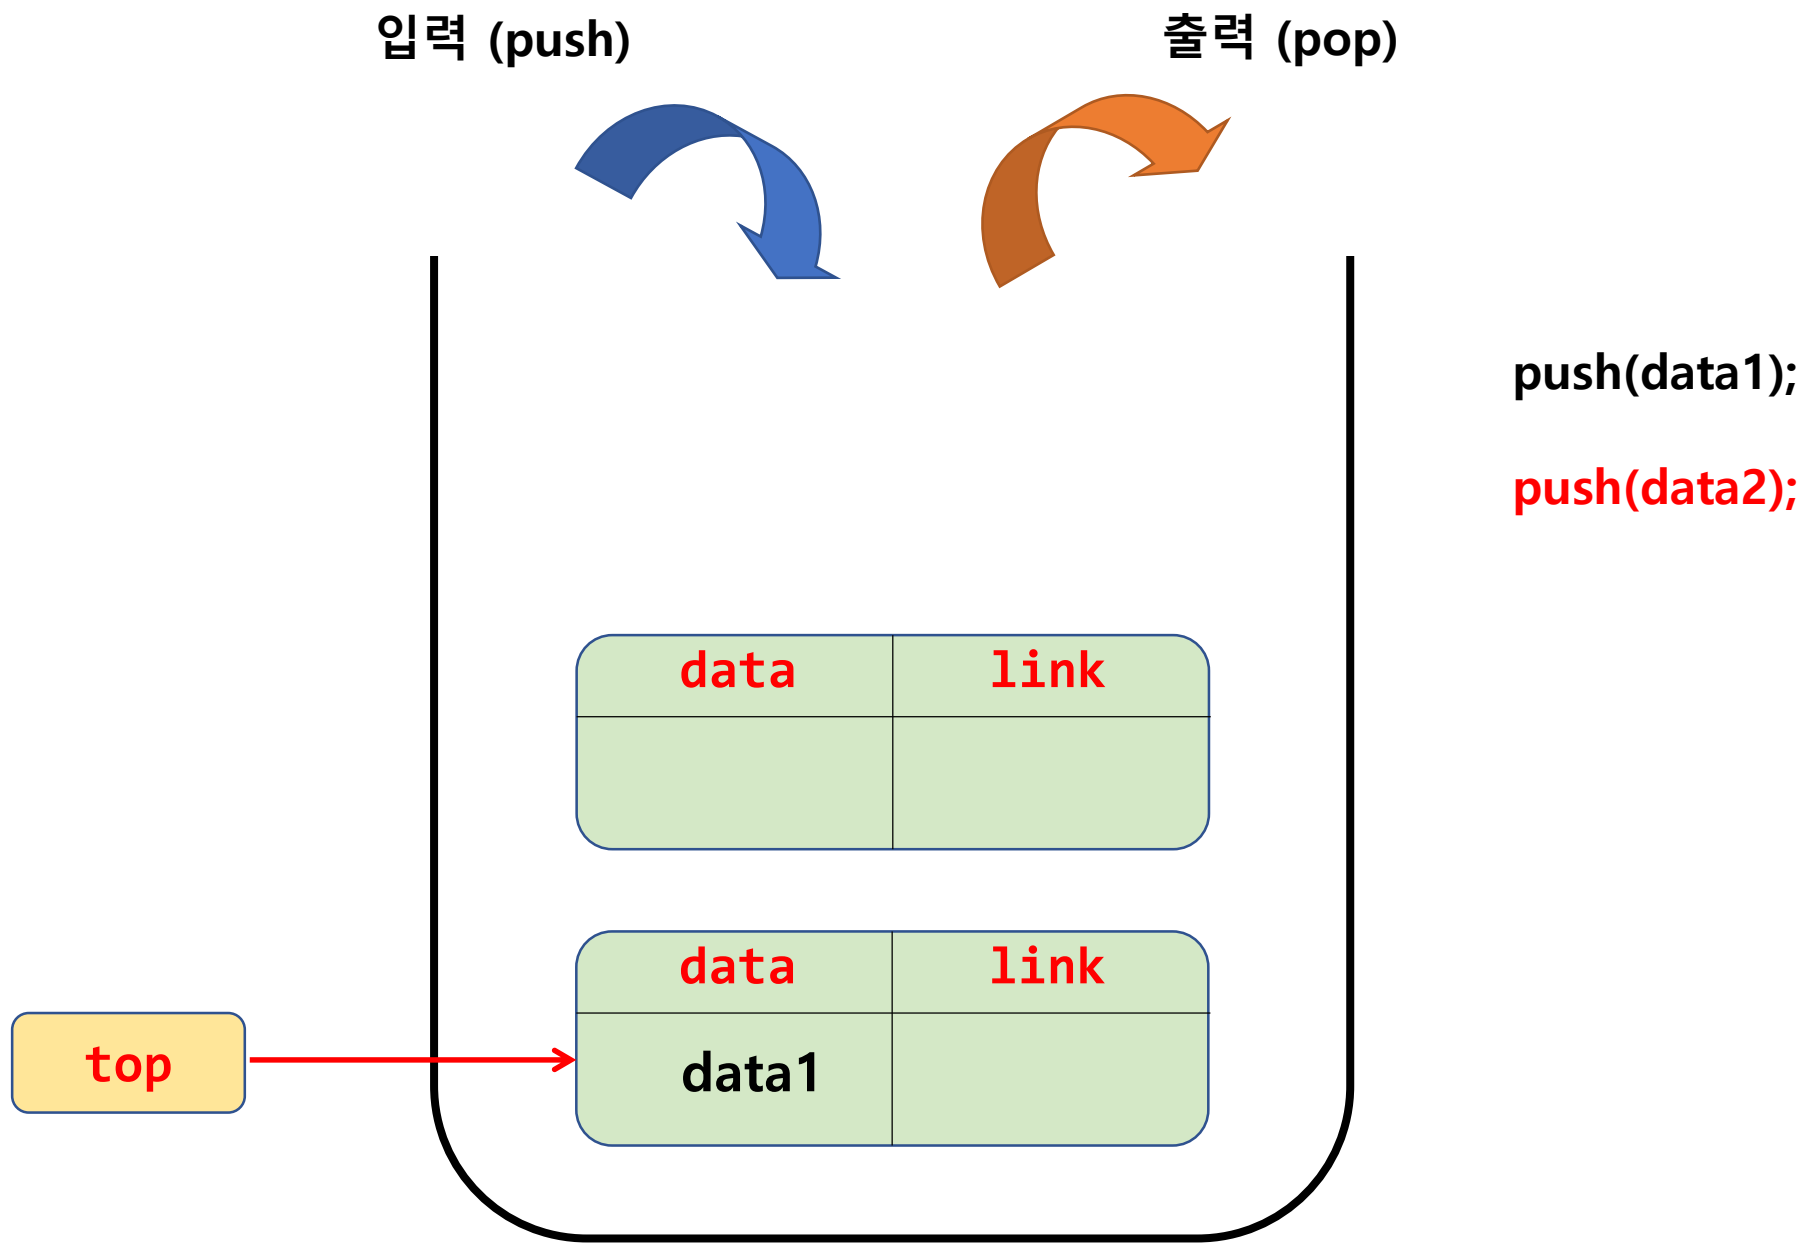 입력 (push)
출력 (pop)
push(data1);
push(data2);
data link
data link
top
data1